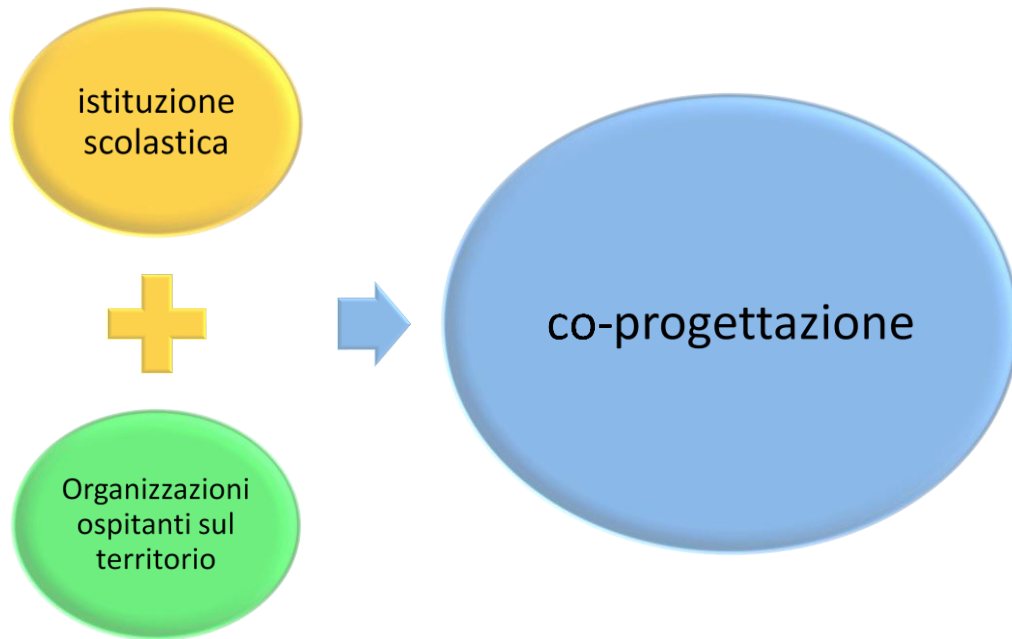 istituzione
scolastica
Organizzazioni
ospitanti sul
territorio
co-progettazione